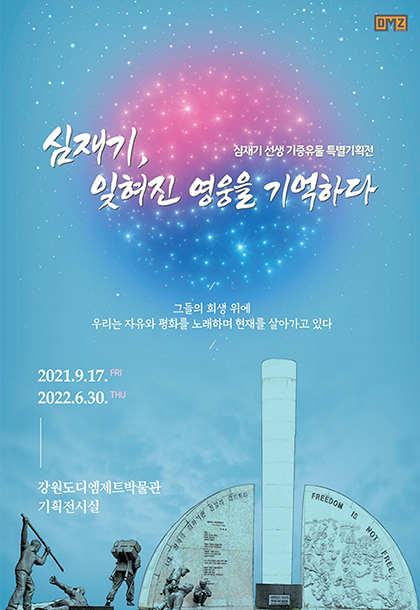 DMZ
심재기,
심재기 선생 기증유물 특별기획전
잊혀진 영웅을 기억하다
그들의 희생 위에
우리는 자유와 평화를 노래하며 현재를 살아가고 있다
2021.9.17. FRI
2022.6.30. THU
강원도디엠제트박물관
기획전시실
FREEDOM IS NOT FREE